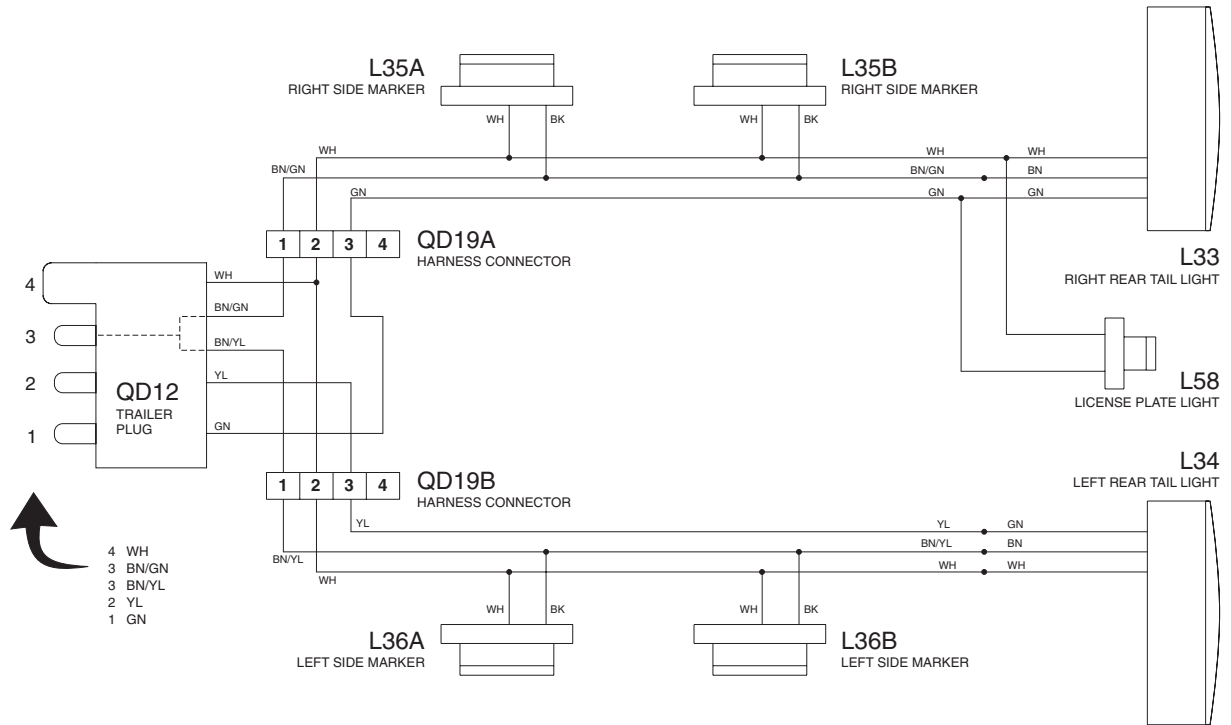 L35A
RIGHT SIDE MARKER
L35B
RIGHT SIDE MARKER
WH BK
WH BK
WH
WH WH
BN/GN
BN/GN BN
GN
GN GN
1 2 3 4
QD19A
HARNESS CONNECTOR
L33
RIGHT REAR TAIL LIGHT
4
WH
BN/GN
3
BN/YL
2
YL
QD12
TRAILER
PLUG
1
GN
L58
LICENSE PLATE LIGHT
L34
LEFT REAR TAIL LIGHT
1 2 3 4
QD19B
HARNESS CONNECTOR
YL
YL GN
BN/YL
BN/YL BN
WH
WH WH
4 WH
3 BN/GN
3 BN/YL
2 YL
1 GN
WH BK
WH BK
L36A
LEFT SIDE MARKER
L36B
LEFT SIDE MARKER